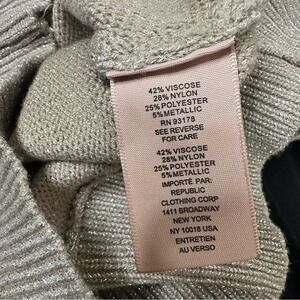 42% VISCOSE
28% NYLON
25% POLYESTER
5% METALLIC
RN 93178
SEE REVERSE
FOR CARE
42% VISCOSE
28% NYLON
25% POLYESTER
5% METALLIC
IMPORTÉ PAR:
REPUBLIC
CLOTHING CORP
1411 BROADWAY
NEW YORK
NY 10018 USA
ENTRETIEN
AU VERSO